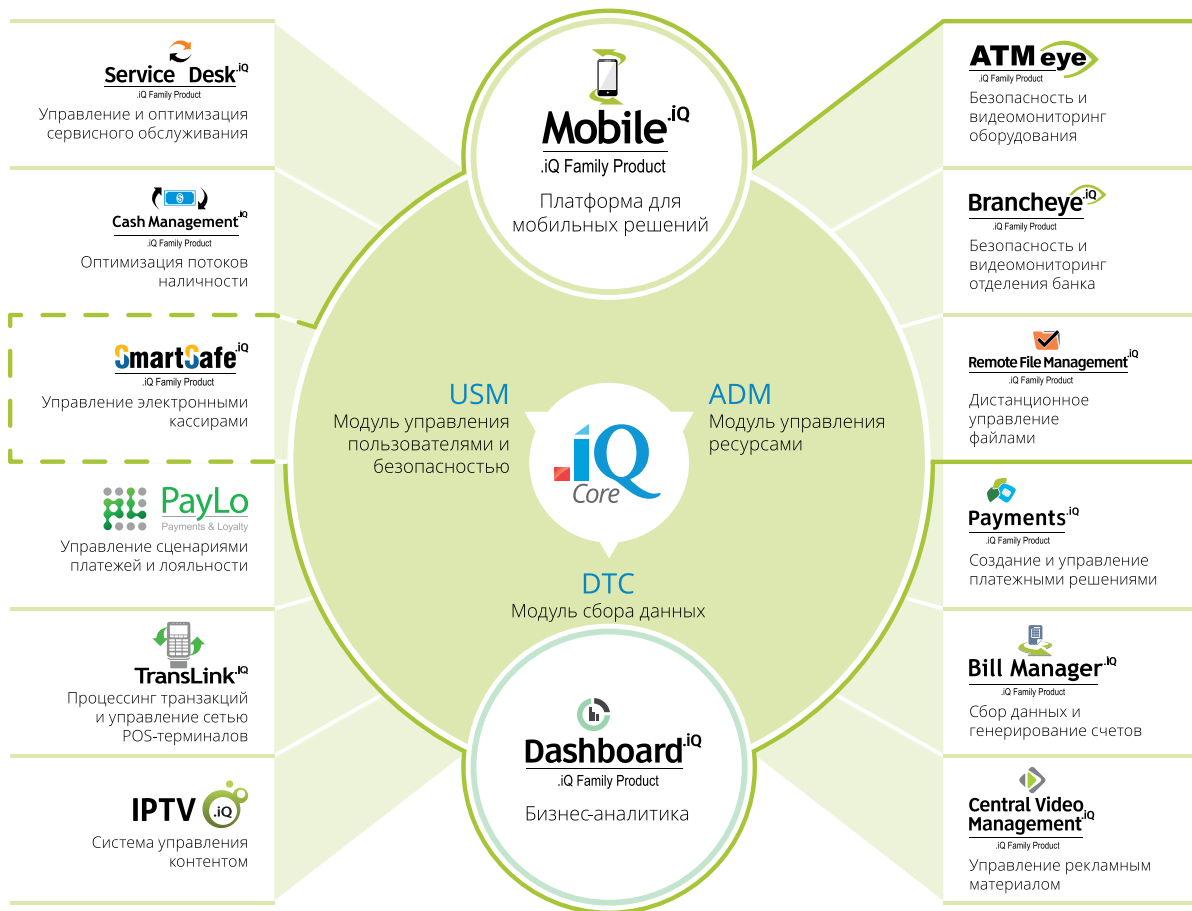 Service Desk.iQ
.iQ Family Product
Управление и оптимизация
сервисного обслуживания
Cash Management.iQ
.iQ Family Product
Оптимизация потоков
наличности
SmartSafe.iQ
.iQ Family Product
Управление электронными
кассирами
PayLo
Payments & Loyalty
Управление сценариями
платежей и лояльности
TransLink.iQ
Процессинг транзакций
и управление сетью
POS-терминалов
IPTV .iQ
Система управления
контентом
Mobile.iQ
.iQ Family Product
Платформа для
мобильных решений
USM
Модуль управления
пользователями и
безопасностью
.iQ
Core
ADM
Модуль управления
ресурсами
DTC
Модуль сбора данных
Dashboard.iQ
.iQ Family Product
Бизнес-аналитика
ATM eye
.iQ Family Product
Безопасность и
видеомониторинг
оборудования
Brancheye.iQ
.iQ Family Product
Безопасность и
видеомониторинг
отделения банка
Remote File Management.iQ
.iQ Family Product
Дистанционное
управление
файлами
Payments.iQ
.iQ Family Product
Создание и управление
платежными решениями
Bill Manager.iQ
.iQ Family Product
Сбор данных и
генерирование счетов
Central Video
Management.iQ
.iQ Family Product
Управление рекламным
материалом